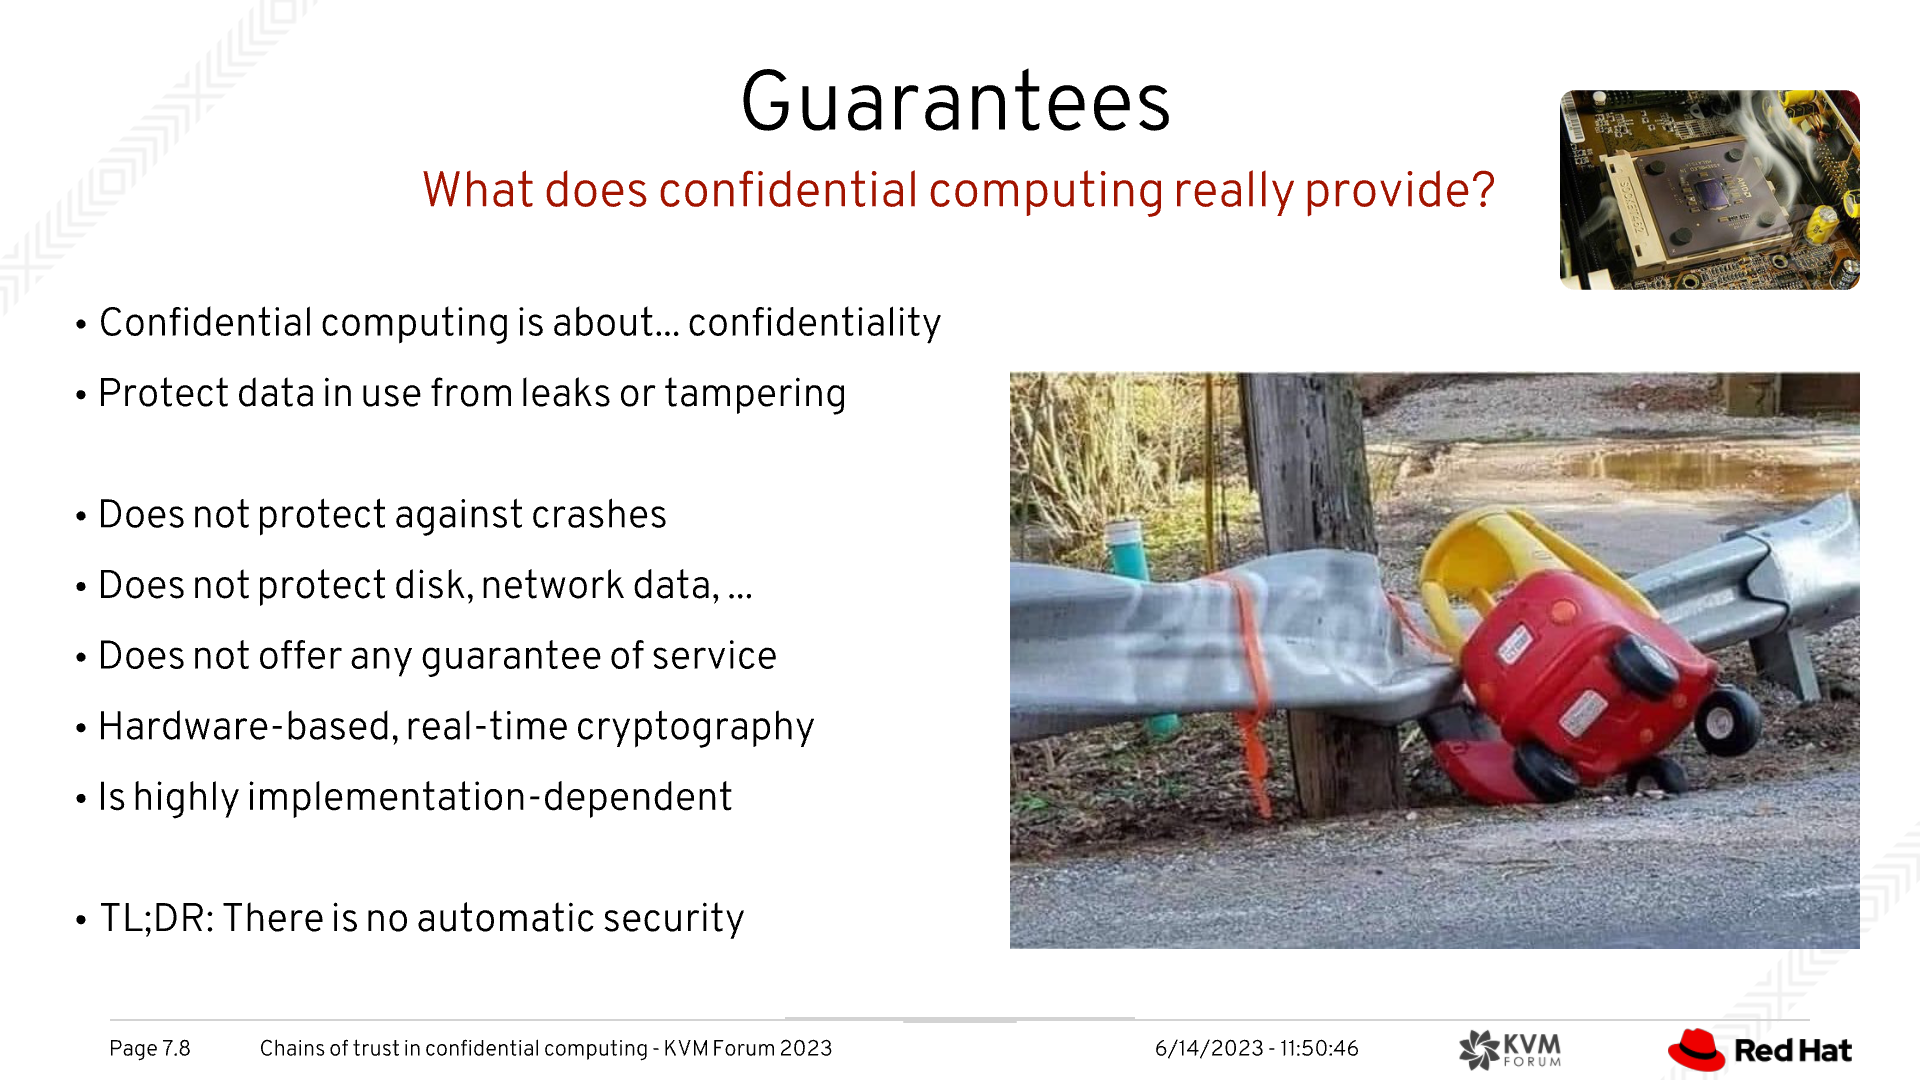 Guarantees
What does confidential computing really provide?
• Confidential computing is about... confidentiality
• Protect data in use from leaks or tampering
• Does not protect against crashes
• Does not protect disk, network data, ...
• Does not offer any guarantee of service
• Hardware-based, real-time cryptography
• Is highly implementation-dependent
• TL;DR: There is no automatic security
Page 7.8
Chains of trust in confidential computing - KVM Forum 2023
6/14/2023 - 11:50:46
KVM
FORUM
Red Hat